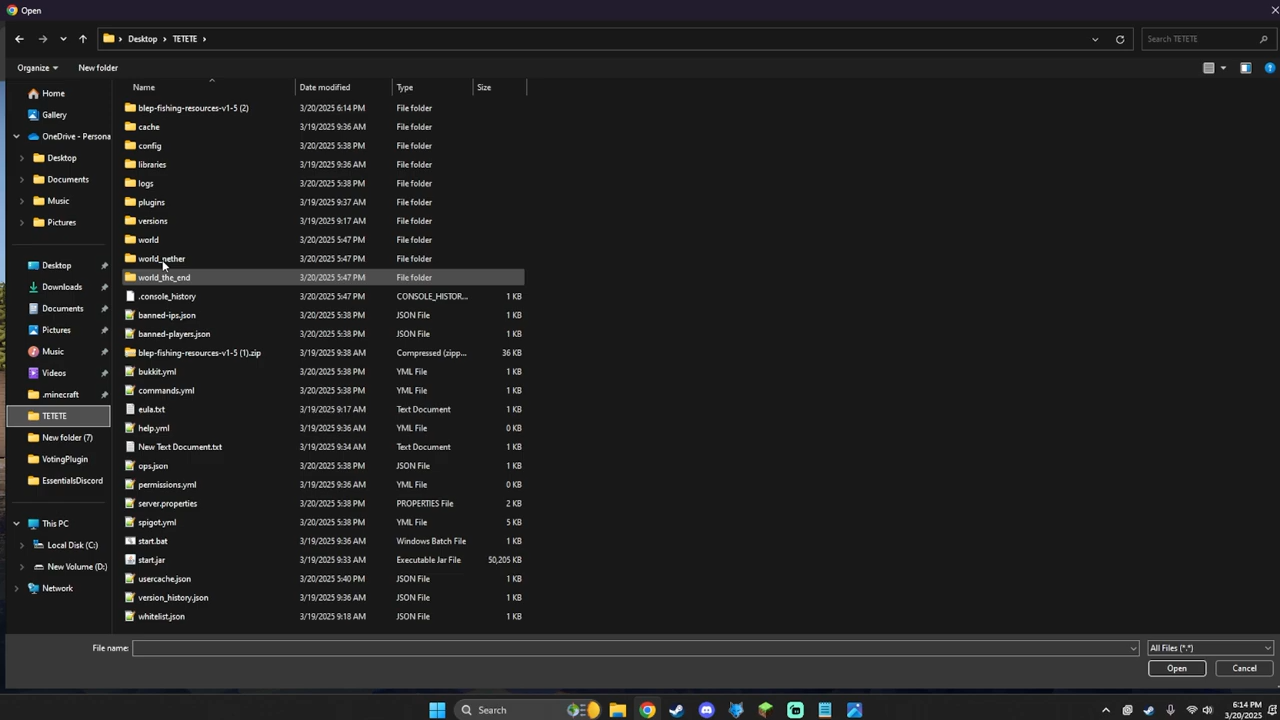 Open
Desktop > TETETE >
Search TETETE
Organize
New folder
Name Date modified Type Size
Home
Gallery
OneDrive - Persona
Desktop
Documents
Music
Pictures
Desktop
Downloads
Documents
Pictures
Music
Videos
.minecraft
TETETE
New folder (7)
VotingPlugin
EssentialsDiscord
This PC
Local Disk (C:)
New Volume (D:)
Network
blep-fishing-resources-v1-5 (2) 3/20/2025 6:14 PM File folder
cache 3/19/2025 9:36 AM File folder
config 3/20/2025 5:38 PM File folder
libraries 3/19/2025 9:36 AM File folder
logs 3/20/2025 5:38 PM File folder
plugins 3/19/2025 9:37 AM File folder
versions 3/19/2025 9:17 AM File folder
world 3/20/2025 5:47 PM File folder
world_nether 3/20/2025 5:47 PM File folder
world_the_end 3/20/2025 5:47 PM File folder
.console_history 3/20/2025 5:47 PM CONSOLE_HISTOR... 1 KB
banned-ips.json 3/20/2025 5:38 PM JSON File 1 KB
banned-players.json 3/20/2025 5:38 PM JSON File 1 KB
blep-fishing-resources-v1-5 (1).zip 3/19/2025 9:38 AM Compressed (zipp... 36 KB
bukkit.yml 3/20/2025 5:38 PM YML File 1 KB
commands.yml 3/20/2025 5:38 PM YML File 1 KB
eula.txt 3/19/2025 9:17 AM Text Document 1 KB
help.yml 3/19/2025 9:36 AM YML File 0 KB
New Text Document.txt 3/19/2025 9:34 AM Text Document 1 KB
ops.json 3/20/2025 5:38 PM JSON File 1 KB
permissions.yml 3/19/2025 9:36 AM YML File 0 KB
server.properties 3/20/2025 5:38 PM PROPERTIES File 2 KB
spigot.yml 3/20/2025 5:38 PM YML File 5 KB
start.bat 3/19/2025 9:36 AM Windows Batch File 1 KB
start.jar 3/19/2025 9:33 AM Executable Jar File 50,205 KB
usercache.json 3/20/2025 5:40 PM JSON File 1 KB
version_history.json 3/19/2025 9:36 AM JSON File 1 KB
whitelist.json 3/19/2025 9:18 AM JSON File 1 KB
File name:
All Files (*.*)
Open
Cancel
Search
6:14 PM
3/20/2025